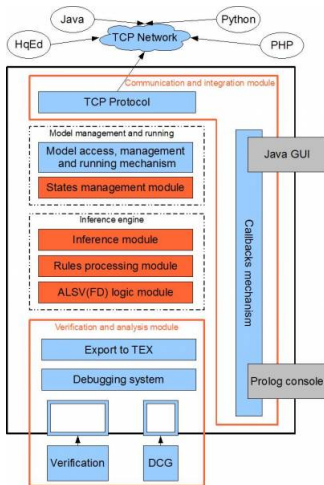 Java
Python
HqEd
TCP Network
PHP
Communication and integration module
TCP Protocol
Model management and running
Model access, management
and running mechanism
States management module
Java GUI
Inference engine
Inference module
Rules processing module
ALSV(FD) logic module
Callbacks mechanism
Verification and analysis module
Export to TEX
Debugging system
Prolog console
Verification
DCG